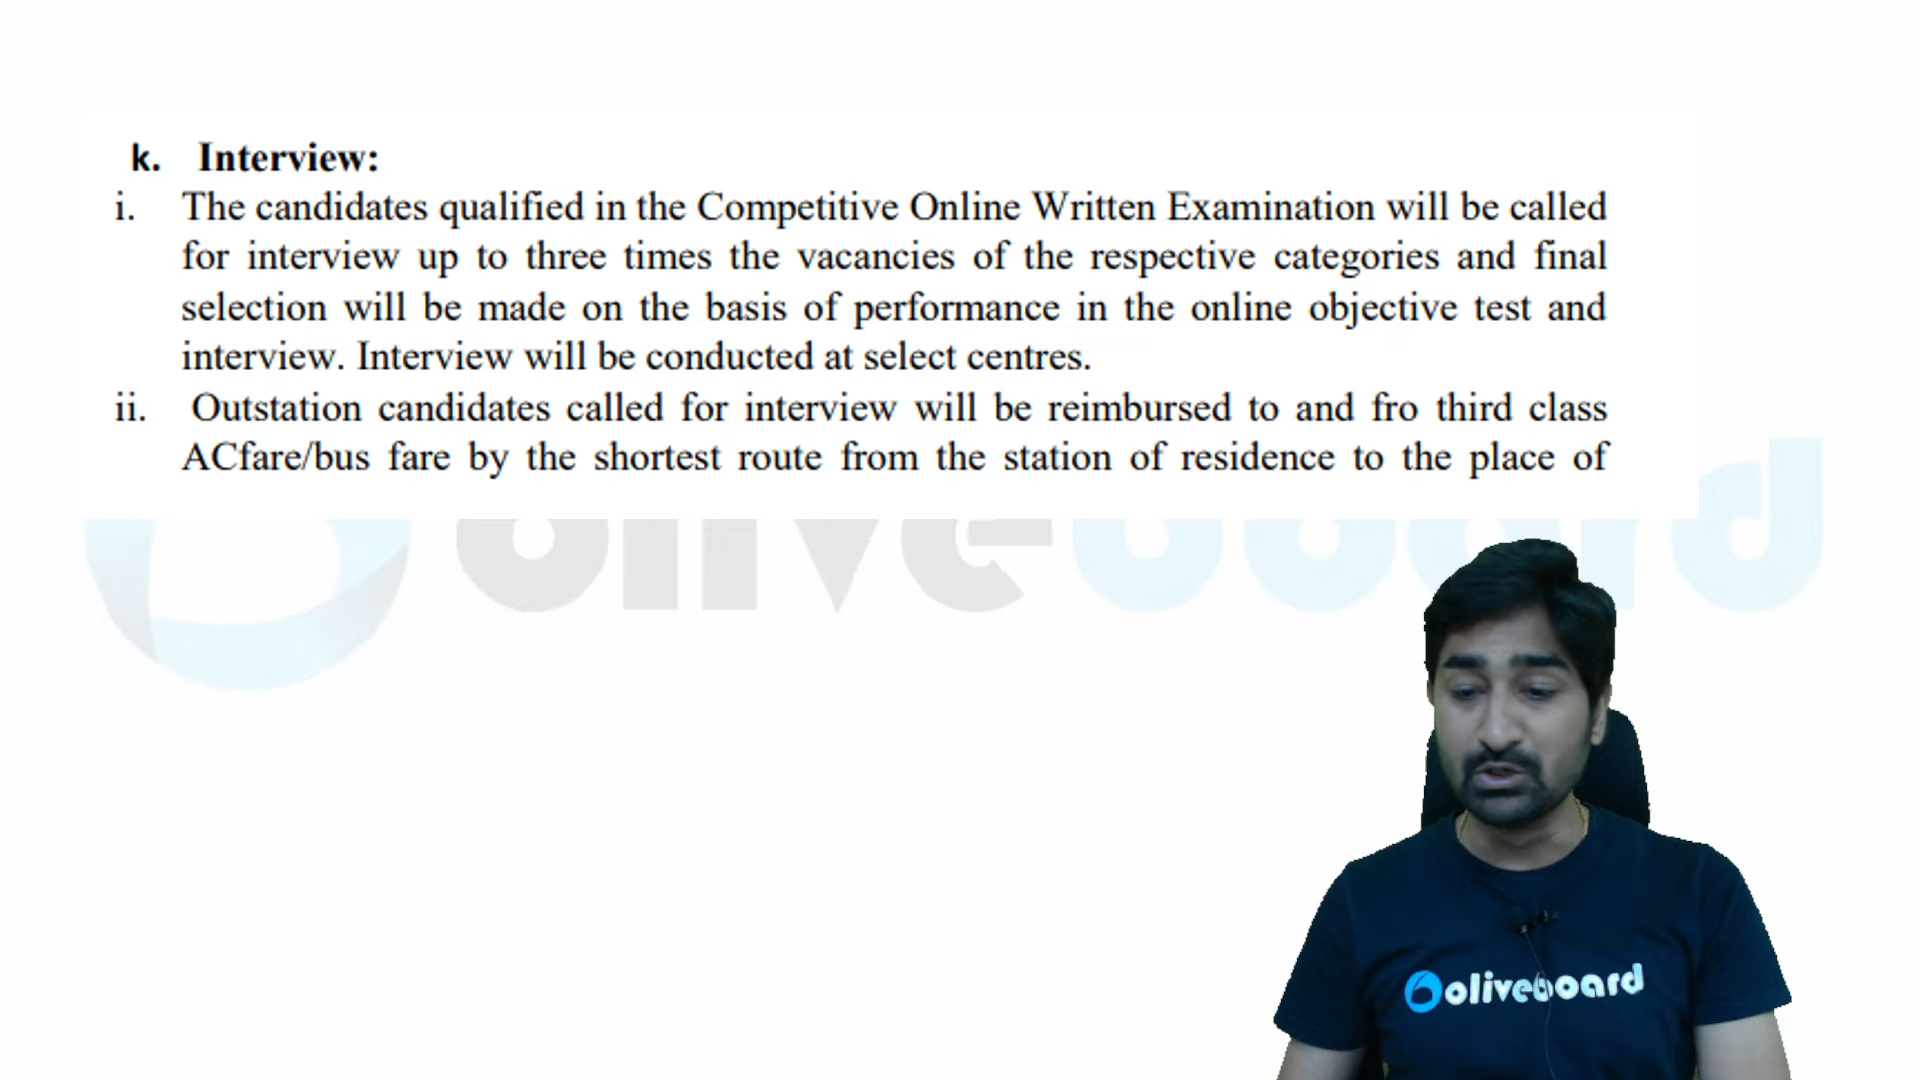 k. Interview:
i. The candidates qualified in the Competitive Online Written Examination will be called
for interview up to three times the vacancies of the respective categories and final
selection will be made on the basis of performance in the online objective test and
interview. Interview will be conducted at select centres.
ii. Outstation candidates called for interview will be reimbursed to and fro third class
ACfare/bus fare by the shortest route from the station of residence to the place of
oliveboard
oliveboard